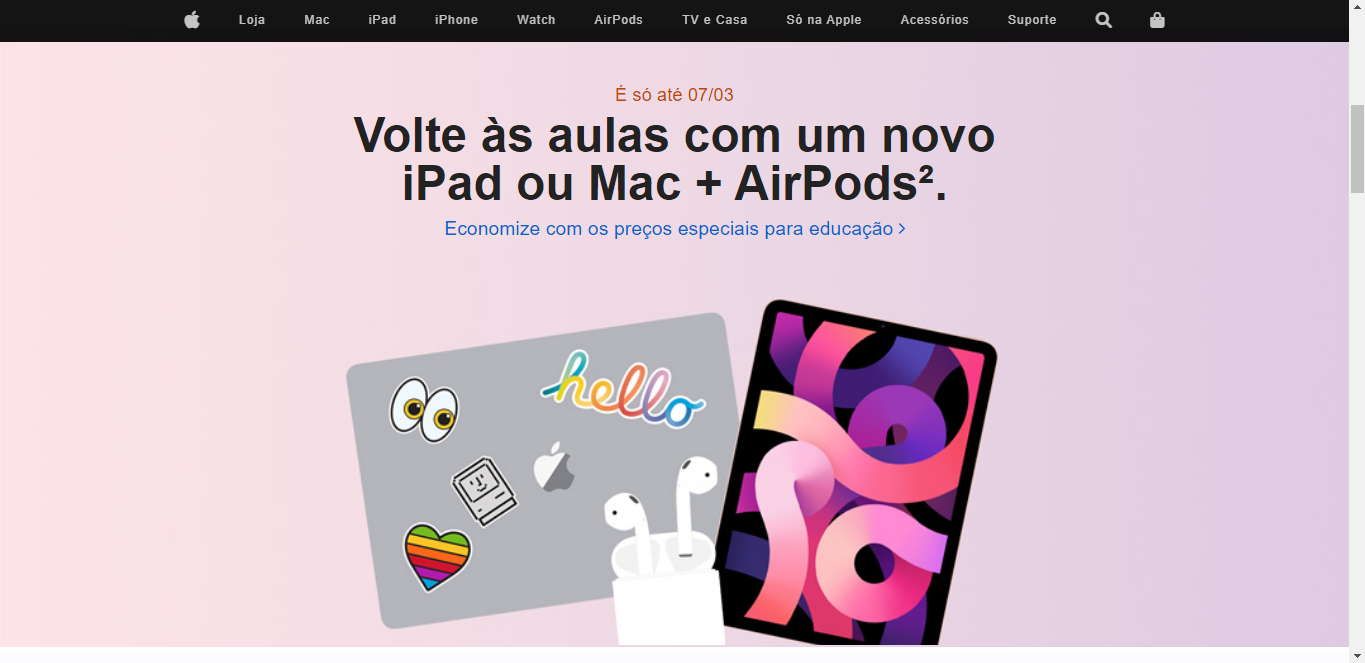 Loja Mac iPad iPhone Watch AirPods TV e Casa Só na Apple Acessórios Suporte
É só até 07/03
Volte às aulas com um novo
iPad ou Mac + AirPods².
Economize com os preços especiais para educação >
hello